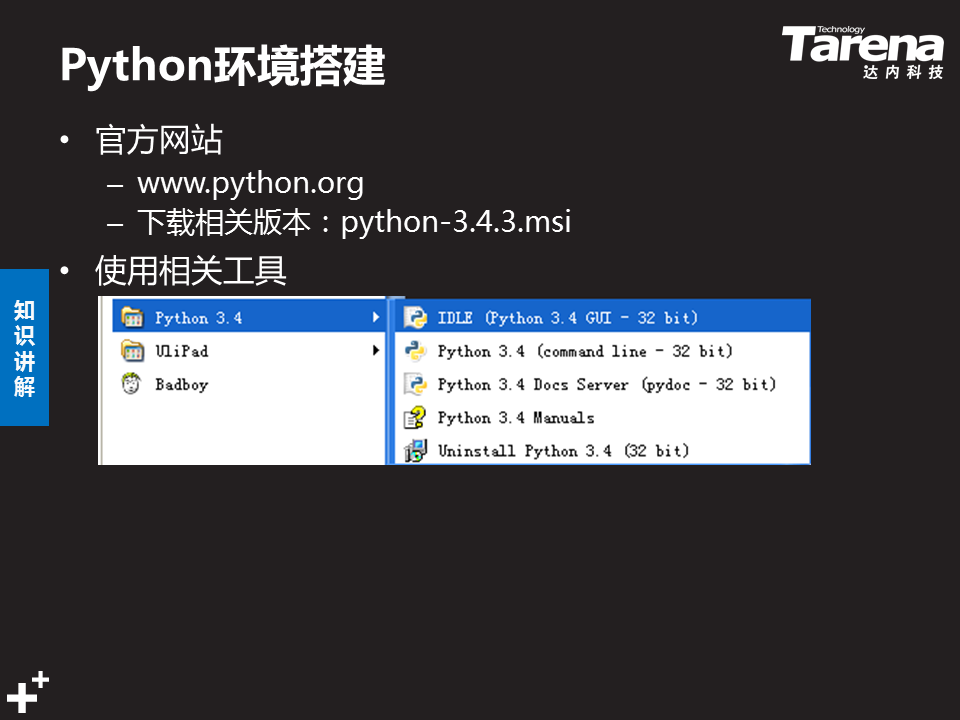 Python环境搭建
Technology
Tarena
达内科技
• 官方网站
– www.python.org
– 下载相关版本：python-3.4.3.msi
• 使用相关工具
知识讲解
Python 3.4
UliPad
Badboy
IDLE (Python 3.4 GUI - 32 bit)
Python 3.4 (command line - 32 bit)
Python 3.4 Docs Server (pydoc - 32 bit)
Python 3.4 Manuals
Uninstall Python 3.4 (32 bit)